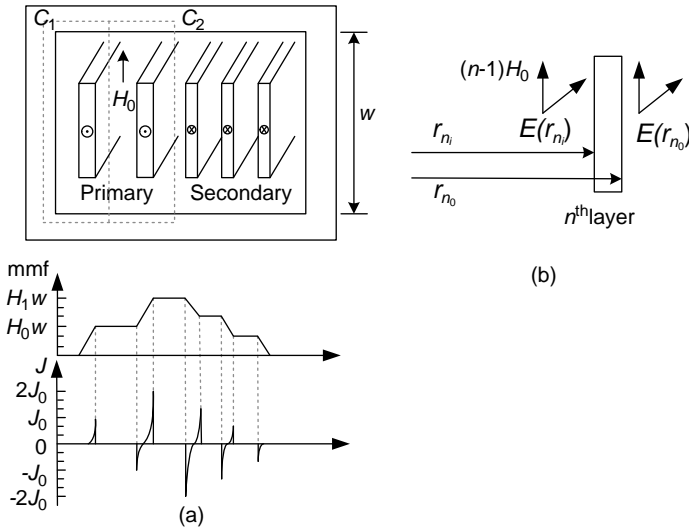 C₁
C₂
H₀
w
Primary
Secondary
(n-1)H₀
E(rₙᵢ)
E(rₙ₀)
rₙᵢ
rₙ₀
nᵗʰlayer
(b)
mmf
H₁w
H₀w
J
2J₀
J₀
0
-J₀
-2J₀
(a)